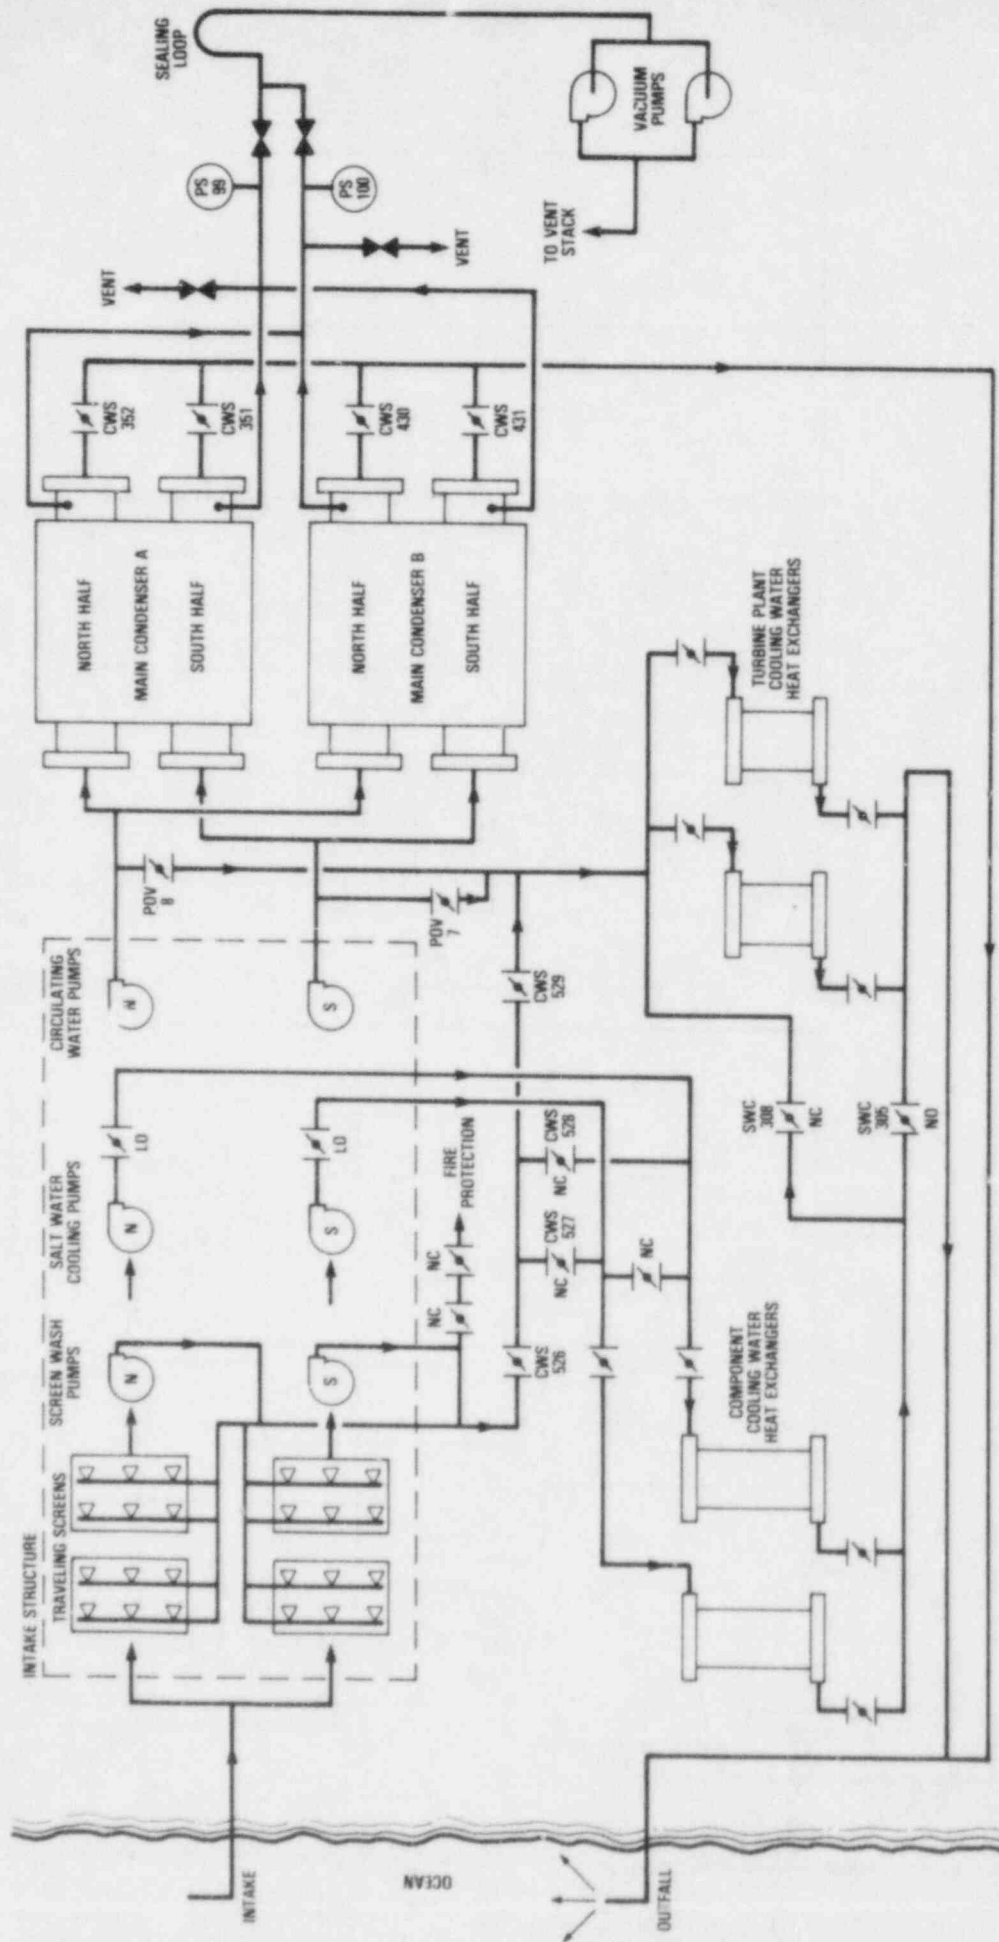 INTAKE STRUCTURE
TRAVELING SCREENS
SCREEN WASH
PUMPS
SALT WATER
COOLING PUMPS
CIRCULATING
WATER PUMPS
N
N
N
S
S
S
LO
LO
NC
NC
FIRE
PROTECTION
POV
8
POV
7
NORTH HALF
MAIN CONDENSER A
SOUTH HALF
NORTH HALF
MAIN CONDENSER B
SOUTH HALF
CWS
352
CWS
351
CWS
430
CWS
431
VENT
VENT
PS
99
PS
100
SEALING
LOOP
VACUUM
PUMPS
TO VENT
STACK
CWS
526
NC
CWS
527
NC
CWS
528
CWS
529
NC
COMPONENT
COOLING WATER
HEAT EXCHANGERS
SWC
308
NC
SWC
305
NO
TURBINE PLANT
COOLING WATER
HEAT EXCHANGERS
INTAKE
OCEAN
OUTFALL